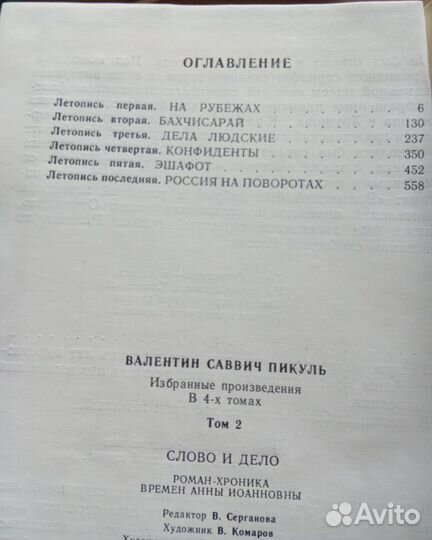 ОГЛАВЛЕНИЕ
Летопись первая. НА РУБЕЖАХ . . . . . . . . 6
Летопись вторая. БАХЧИСАРАЙ . . . . . . . 130
Летопись третья. ДЕЛА ЛЮДСКИЕ . . . . . . 237
Летопись четвертая. КОНФИДЕНТЫ . . . . . . 350
Летопись пятая. ЭШАФОТ . . . . . . . . . 452
Летопись последняя. РОССИЯ НА ПОВОРОТАХ . . . 558
ВАЛЕНТИН САВВИЧ ПИКУЛЬ
Избранные произведения
В 4-х томах
Том 2
СЛОВО И ДЕЛО
РОМАН-ХРОНИКА
ВРЕМЕН АННЫ ИОАННОВНЫ
Редактор В. Серганова
Художник В. Комаров
Avito